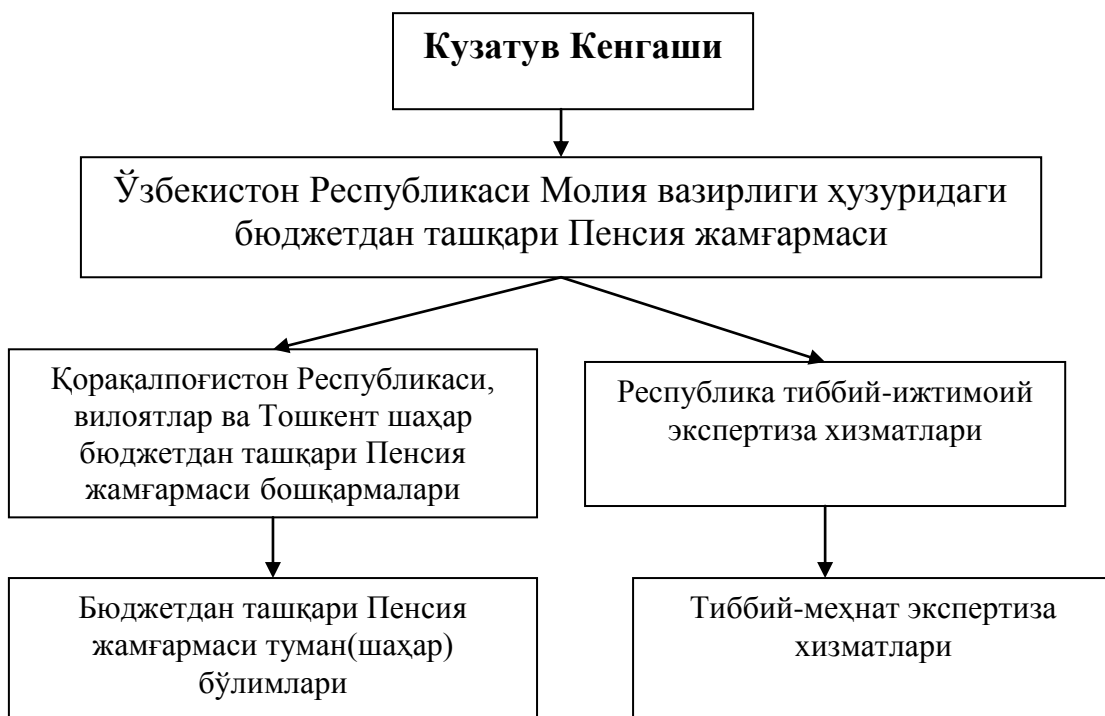 Кузатув Кенгаши
Ўзбекистон Республикаси Молия вазирлиги ҳузуридаги
бюджетдан ташқари Пенсия жамғармаси
Қорақалпоғистон Республикаси,
вилоятлар ва Тошкент шаҳар
бюджетдан ташқари Пенсия
жамғармаси бошқармалари
Республика тиббий-ижтимоий
экспертиза хизматлари
Бюджетдан ташқари Пенсия
жамғармаси туман(шаҳар)
бўлимлари
Тиббий-меҳнат экспертиза
хизматлари